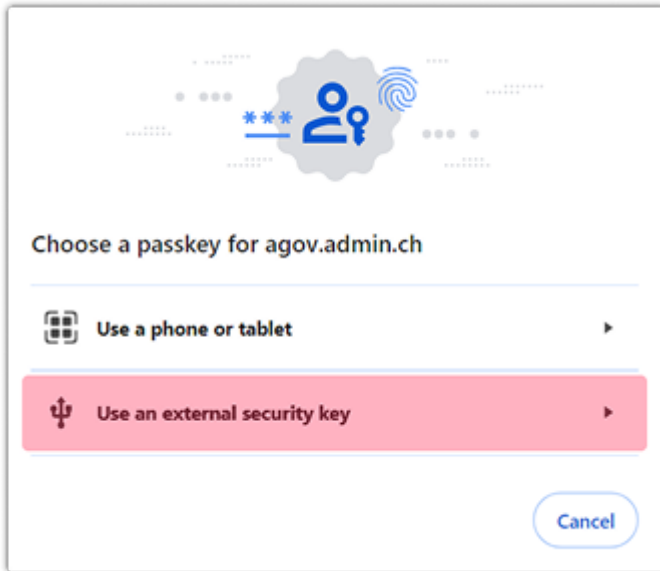 ***
Choose a passkey for agov.admin.ch
Use a phone or tablet
Use an external security key
Cancel